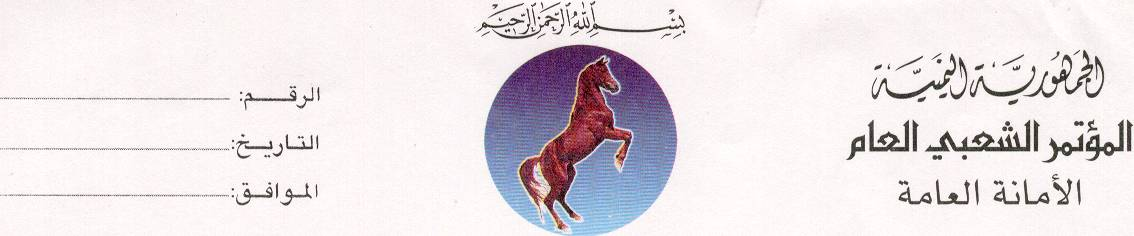 بسم الله الرحمن الرحيم
الجمهورية اليمنية
المؤتمر الشعبي العام
الأمانة العامة
الرقم:
التاريخ:
الموافق: